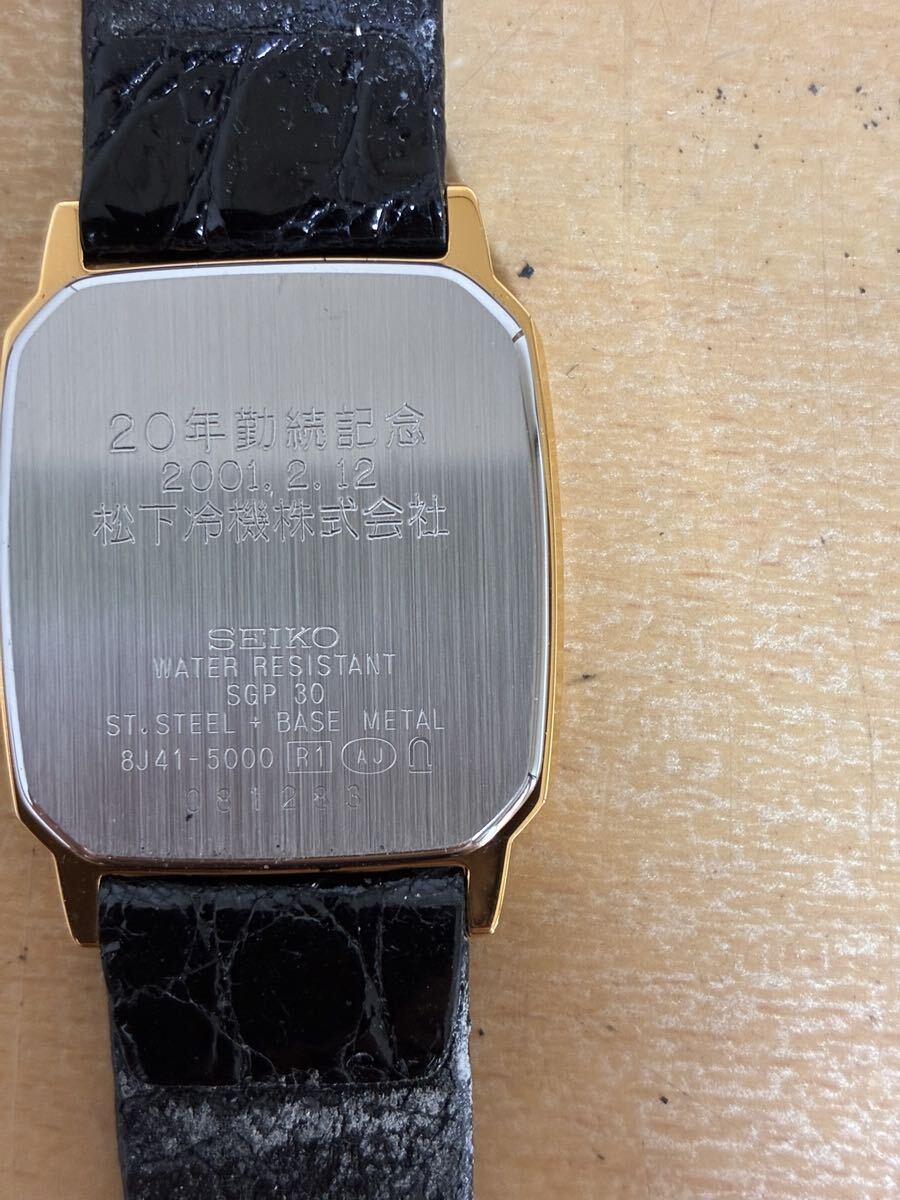 20年勤続記念
2001.2.12
松下冷機株式会社
SEIKO
WATER RESISTANT
SGP 30
ST.STEEL + BASE METAL
8J41-5000 R1 AJ
081283